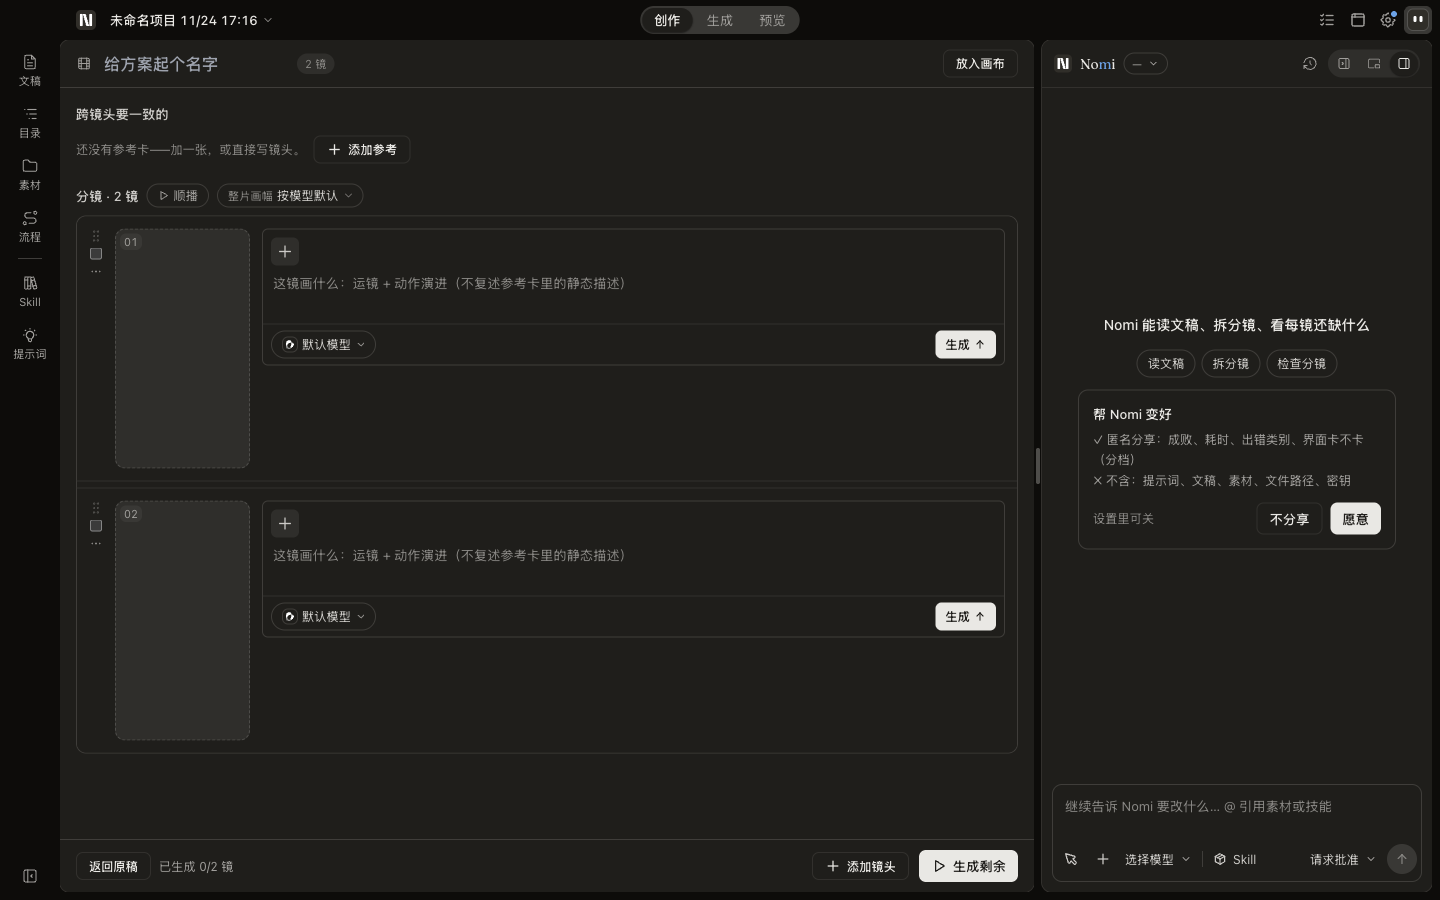 未命名项目 11/24 17:16
创作
生成
预览
文稿
目录
素材
流程
Skill
提示词
给方案起个名字
2 镜
放入画布
跨镜头要一致的
还没有参考卡——加一张，或直接写镜头。
添加参考
分镜 · 2 镜
顺播
整片画幅 按模型默认
01
这镜画什么：运镜 + 动作演进（不复述参考卡里的静态描述）
默认模型
生成
02
这镜画什么：运镜 + 动作演进（不复述参考卡里的静态描述）
默认模型
生成
返回原稿
已生成 0/2 镜
添加镜头
生成剩余
Nomi
—
Nomi 能读文稿、拆分镜、看每镜还缺什么
读文稿
拆分镜
检查分镜
帮 Nomi 变好
✓ 匿名分享：成败、耗时、出错类别、界面卡不卡
（分档）
✕ 不含：提示词、文稿、素材、文件路径、密钥
设置里可关
不分享
愿意
继续告诉 Nomi 要改什么... @ 引用素材或技能
选择模型
Skill
请求批准